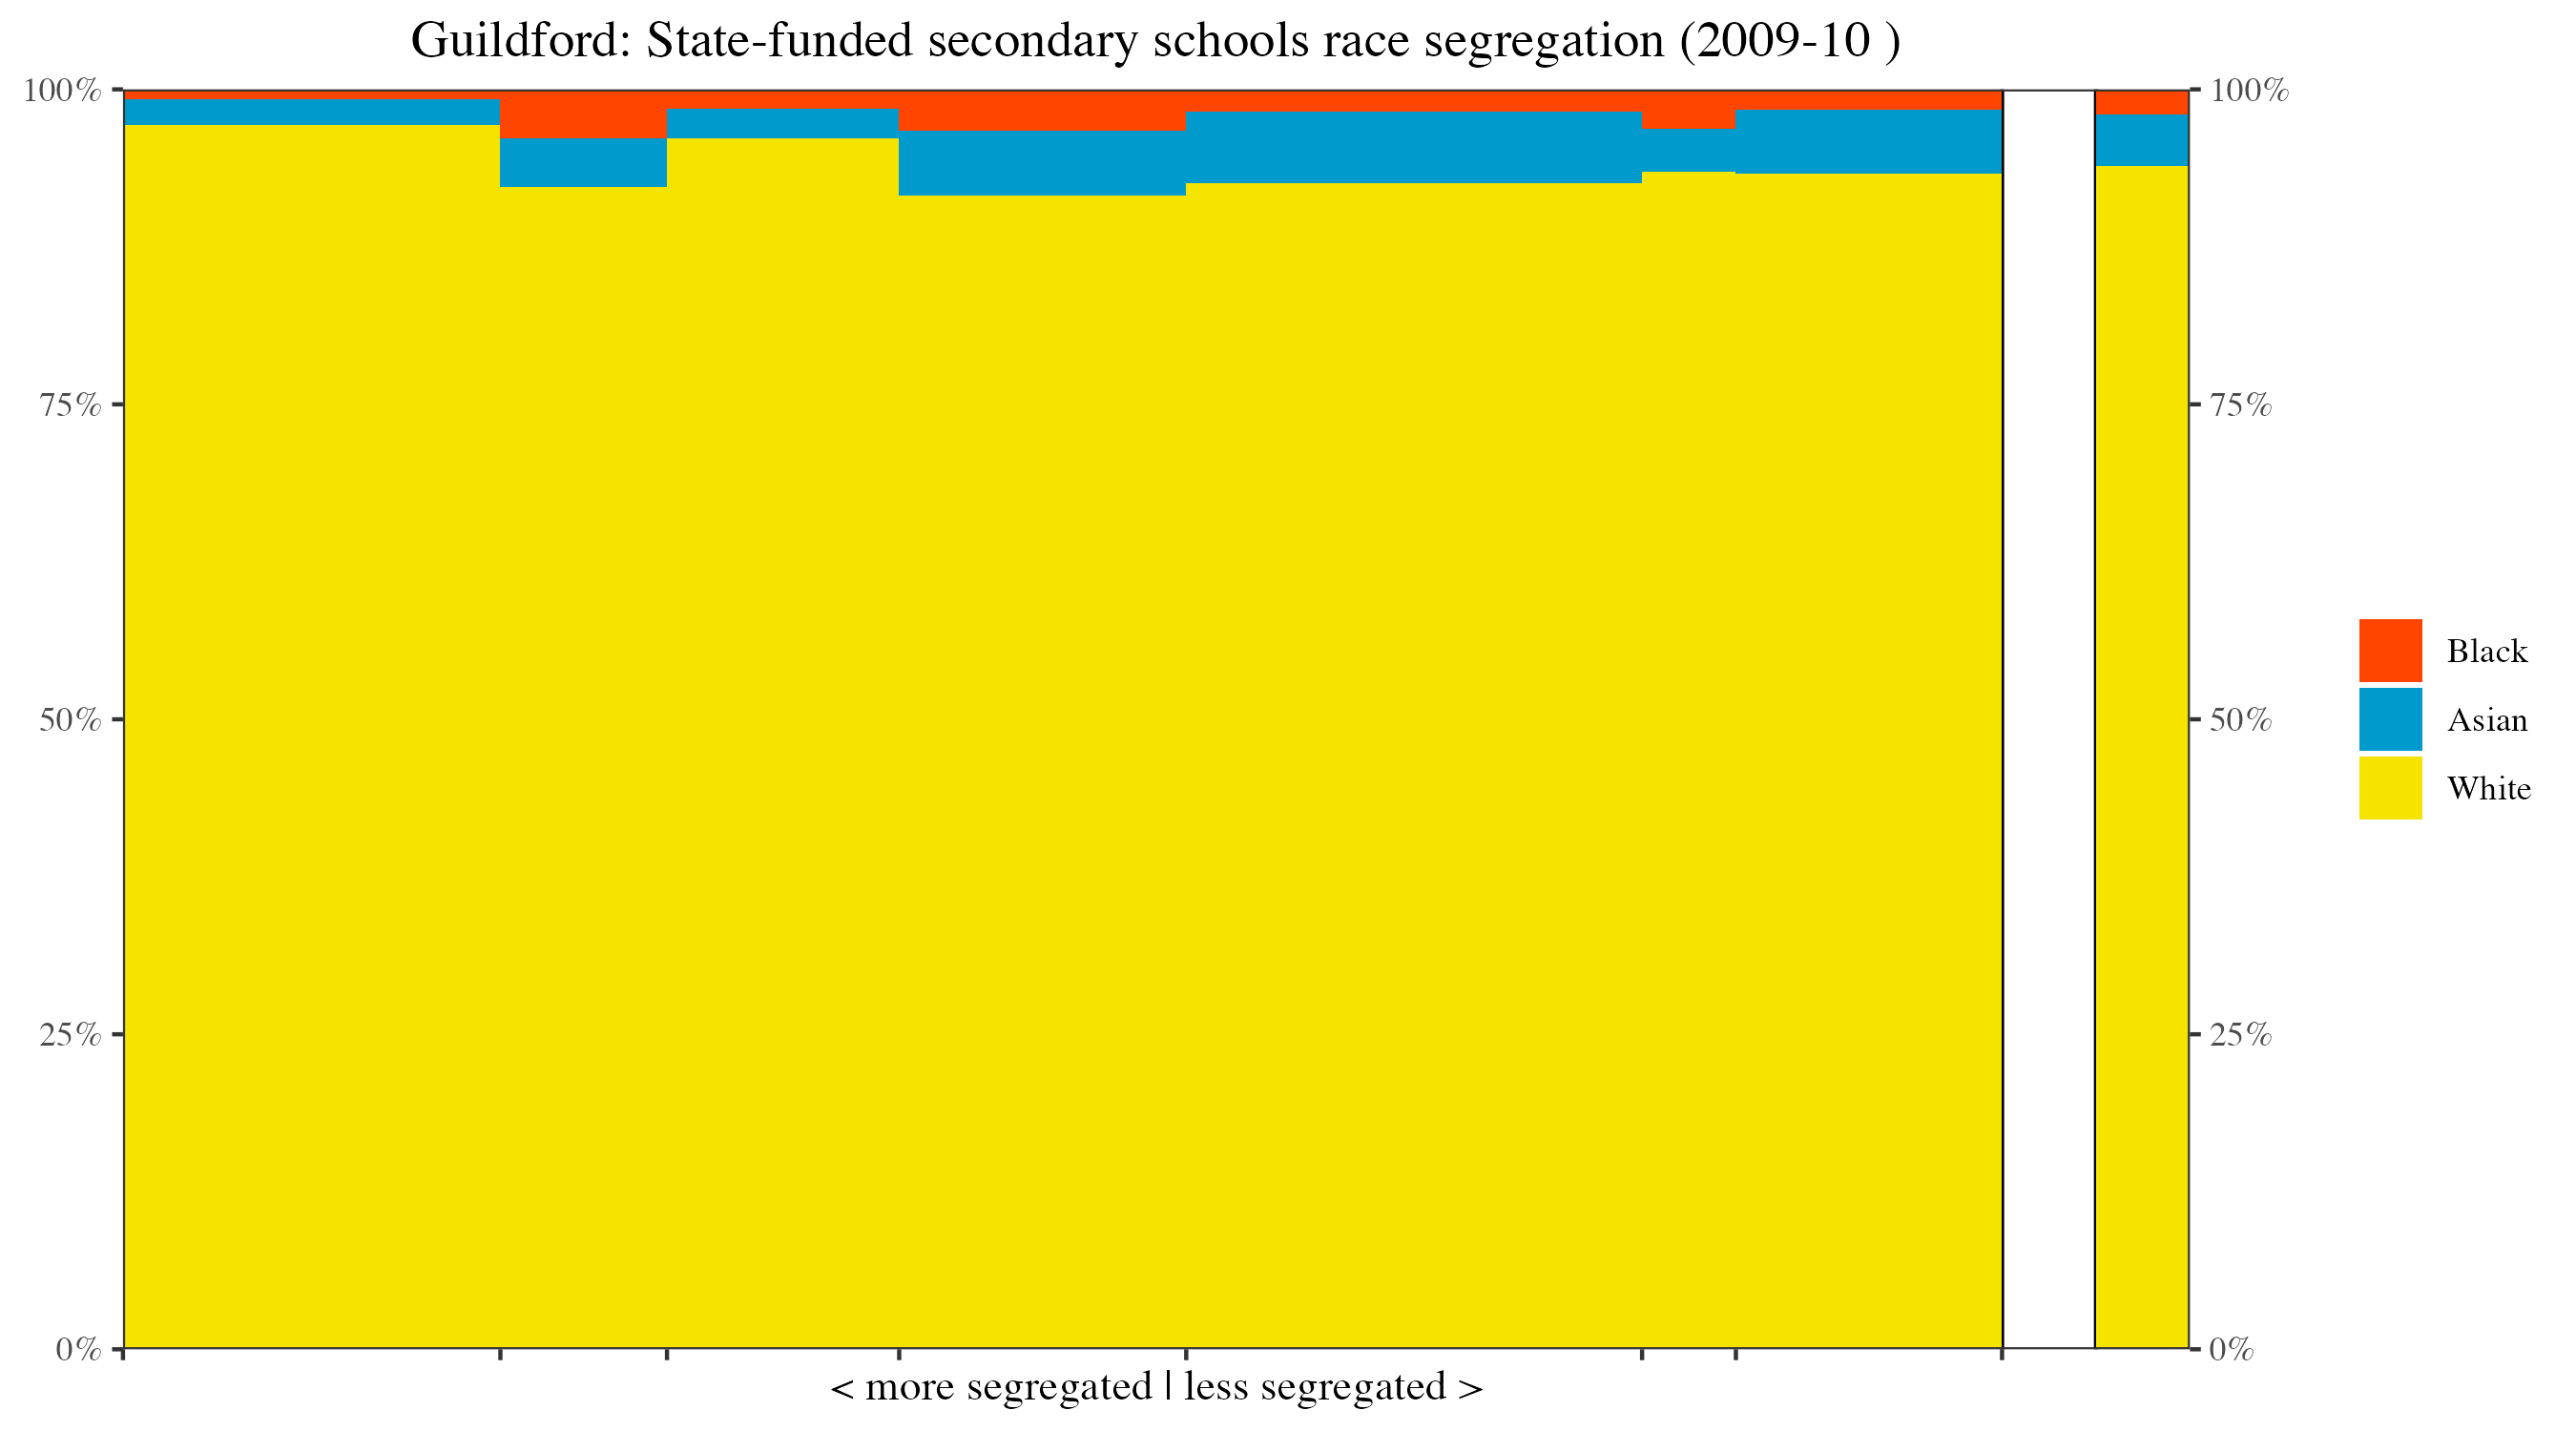 Guildford: State-funded secondary schools race segregation (2009-10 )
100%
75%
50%
25%
0%
100%
75%
50%
25%
0%
Black
Asian
White
< more segregated | less segregated >